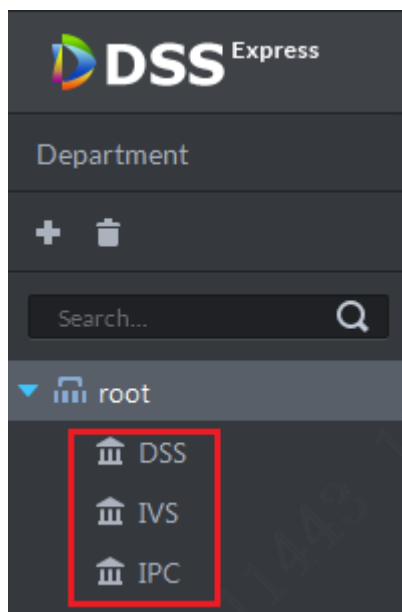 DSS Express
Department
Search...
root
DSS
IVS
IPC